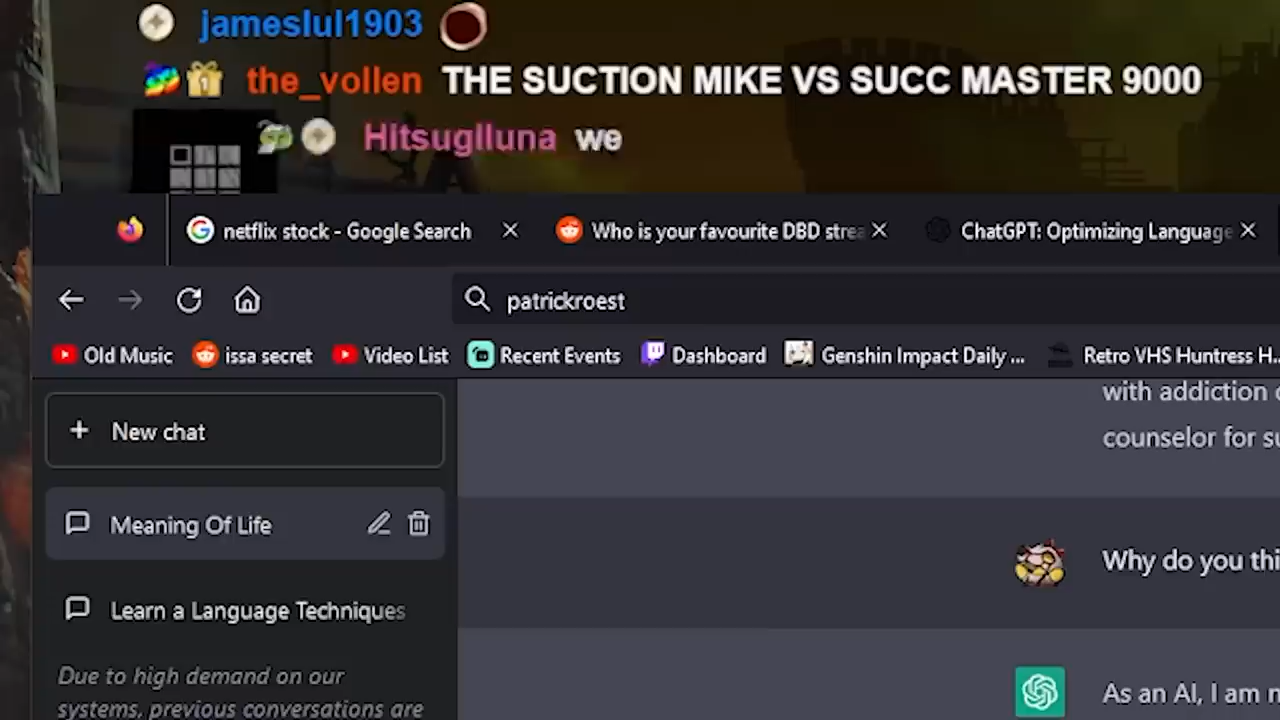 jameslul1903
the_vollen THE SUCTION MIKE VS SUCC MASTER 9000
HitsugIluna we
netflix stock - Google Search
Who is your favourite DBD strea
ChatGPT: Optimizing Language
patrickroest
Old Music issa secret Video List Recent Events Dashboard Genshin Impact Daily ... Retro VHS Huntress H...
with addiction
New chat
counselor for su
Meaning Of Life
Why do you thi
Learn a Language Techniques
Due to high demand on our
systems, previous conversations are
As an AI, I am n